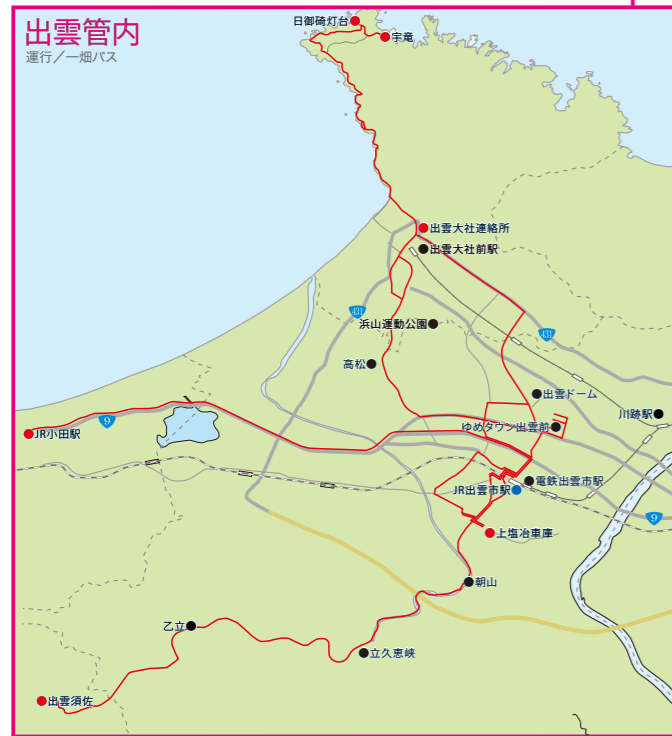 出雲管内
運行／一畑バス
日御碕灯台
宇竜
出雲大社連絡所
出雲大社前駅
431
浜山運動公園
431
高松
出雲ドーム
川跡駅
9
JR小田駅
ゆめタウン出雲前
電鉄出雲市駅
JR出雲市駅
9
上塩冶車庫
朝山
乙立
立久恵峡
出雲須佐